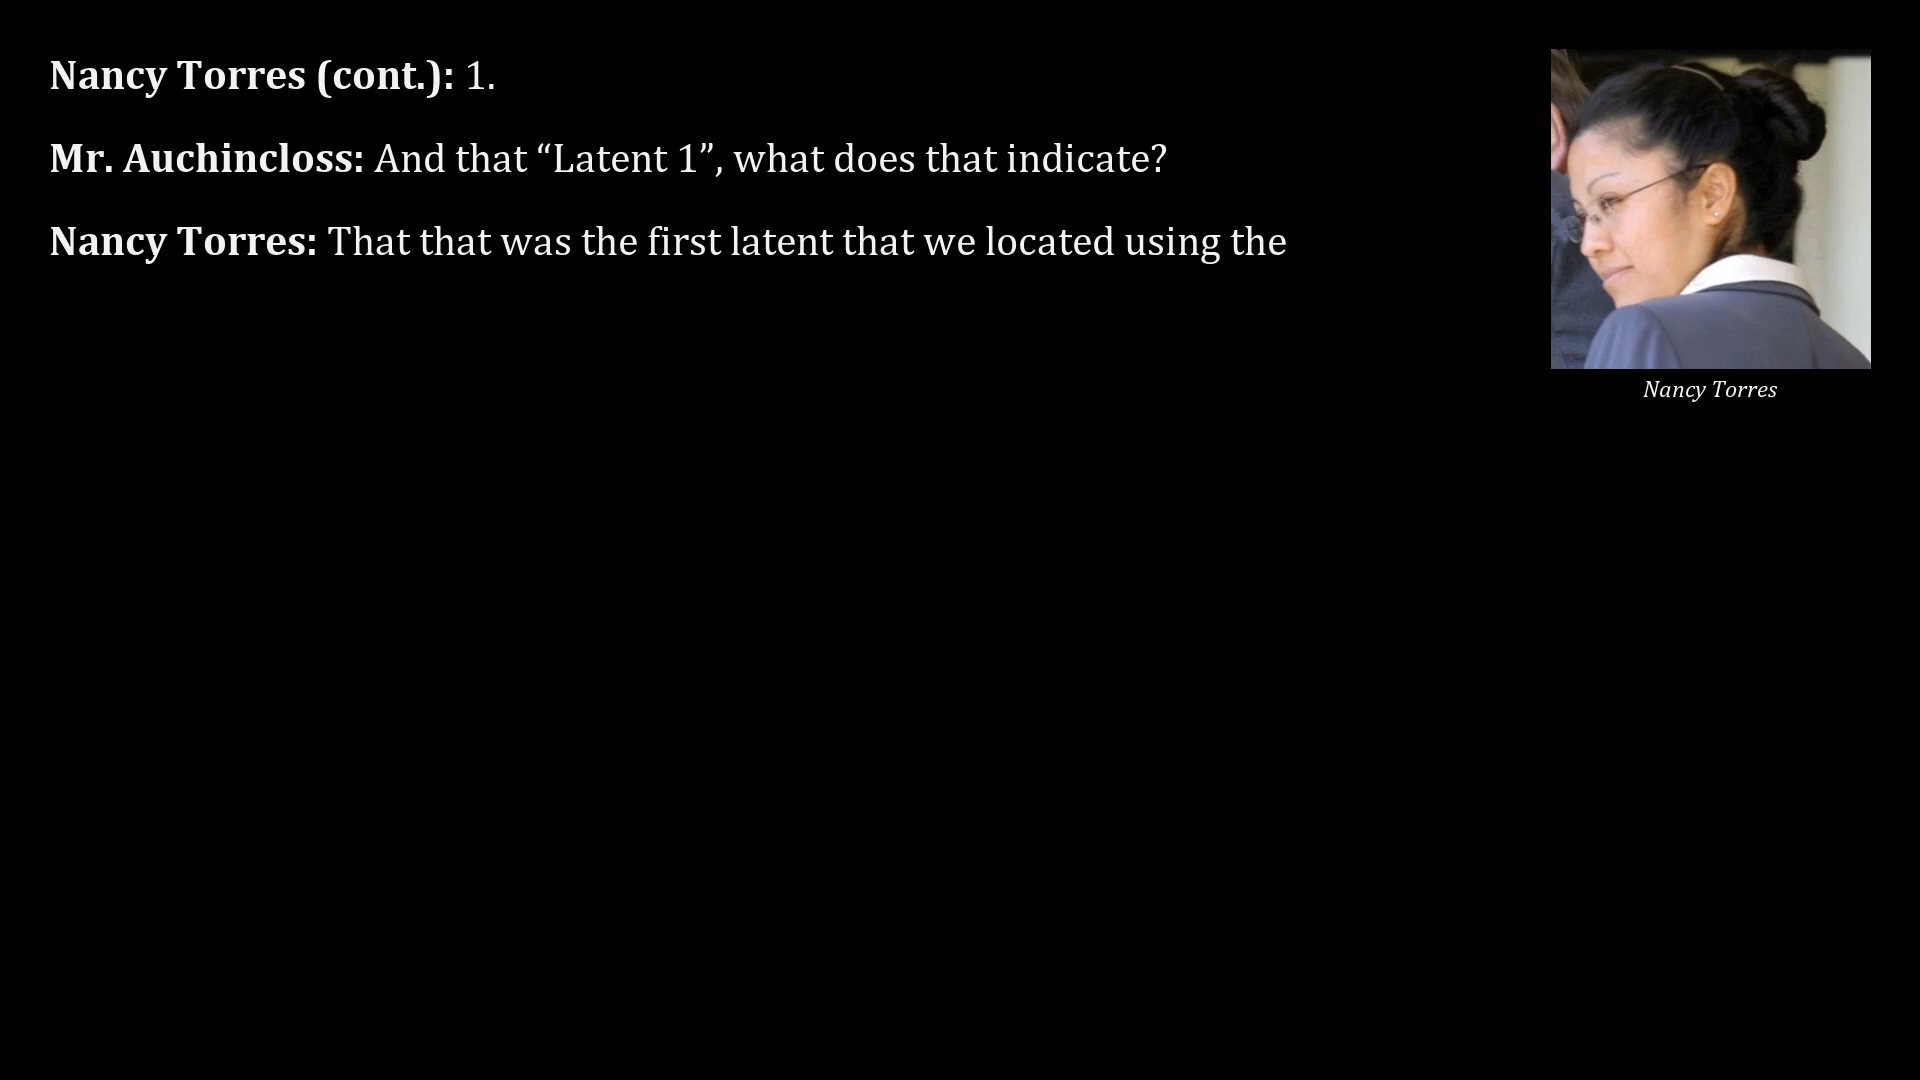 Nancy Torres (cont.): 1.
Mr. Auchincloss: And that “Latent 1”, what does that indicate?
Nancy Torres: That that was the first latent that we located using the
Nancy Torres